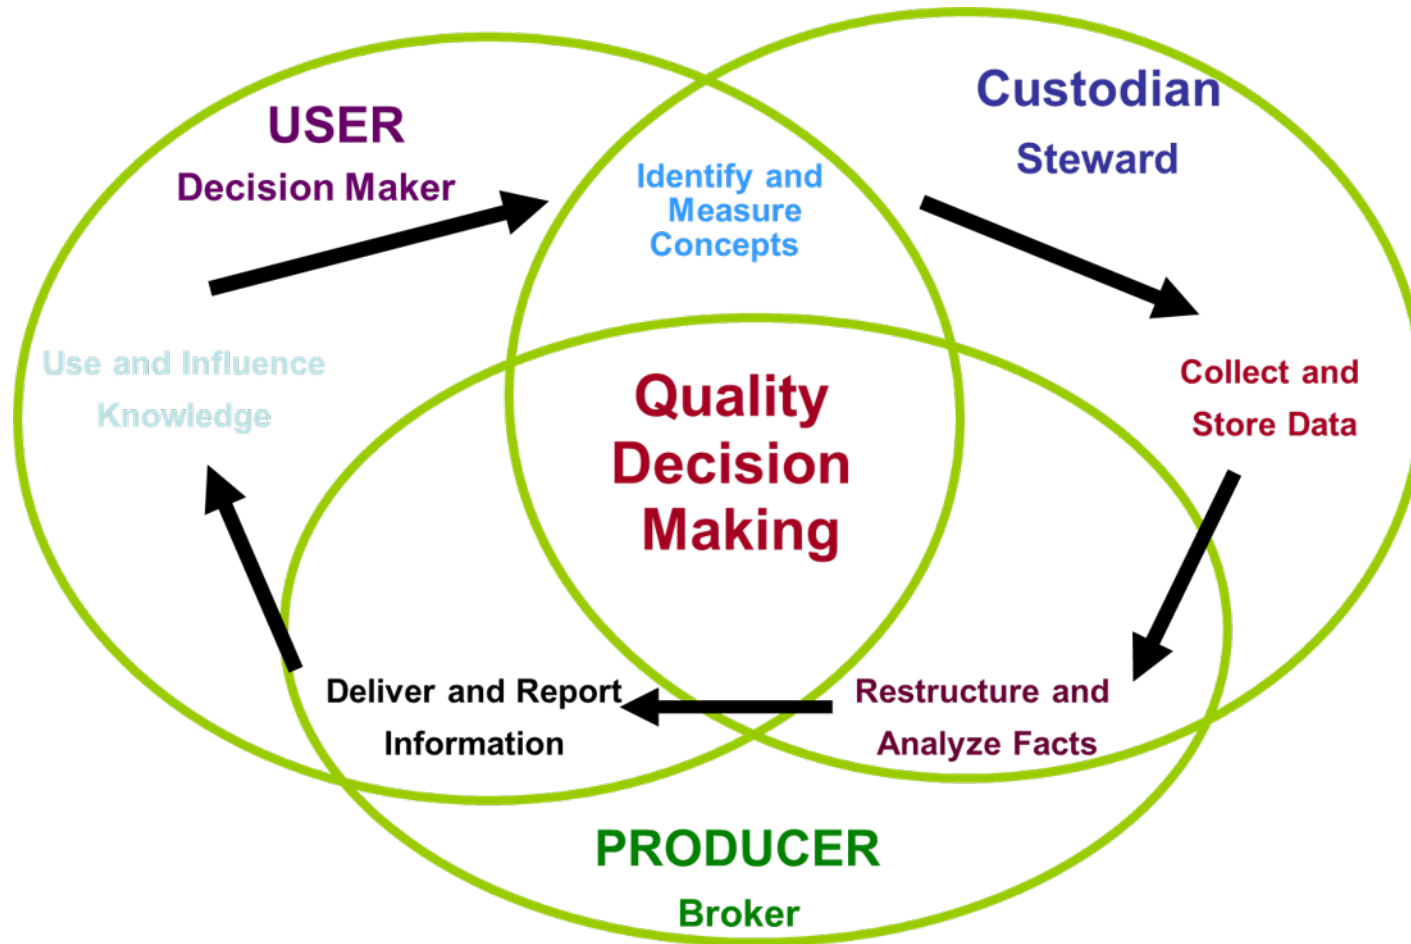 USER
Decision Maker
Custodian
Steward
Identify and
Measure
Concepts
Use and Influence
Knowledge
Quality
Decision
Making
Collect and
Store Data
Deliver and Report
Information
Restructure and
Analyze Facts
PRODUCER
Broker